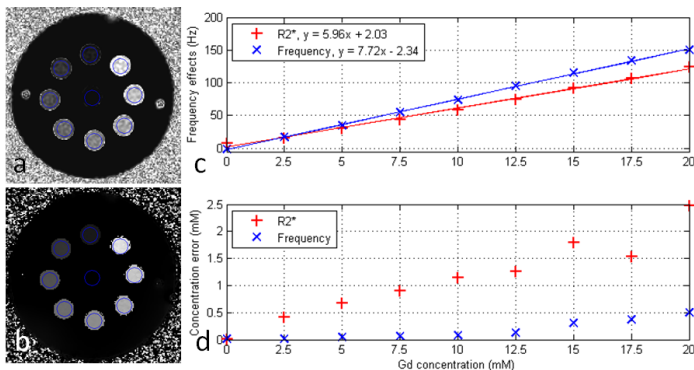 a
b
c
d
R2*, y = 5.96x + 2.03
Frequency, y = 7.72x - 2.34
Frequency effects (Hz)
200
150
100
50
0
0 2.5 5 7.5 10 12.5 15 17.5 20
R2*
Frequency
Concentration error (mM)
2.5
2
1.5
1
0.5
0
0 2.5 5 7.5 10 12.5 15 17.5 20
Gd concentration (mM)